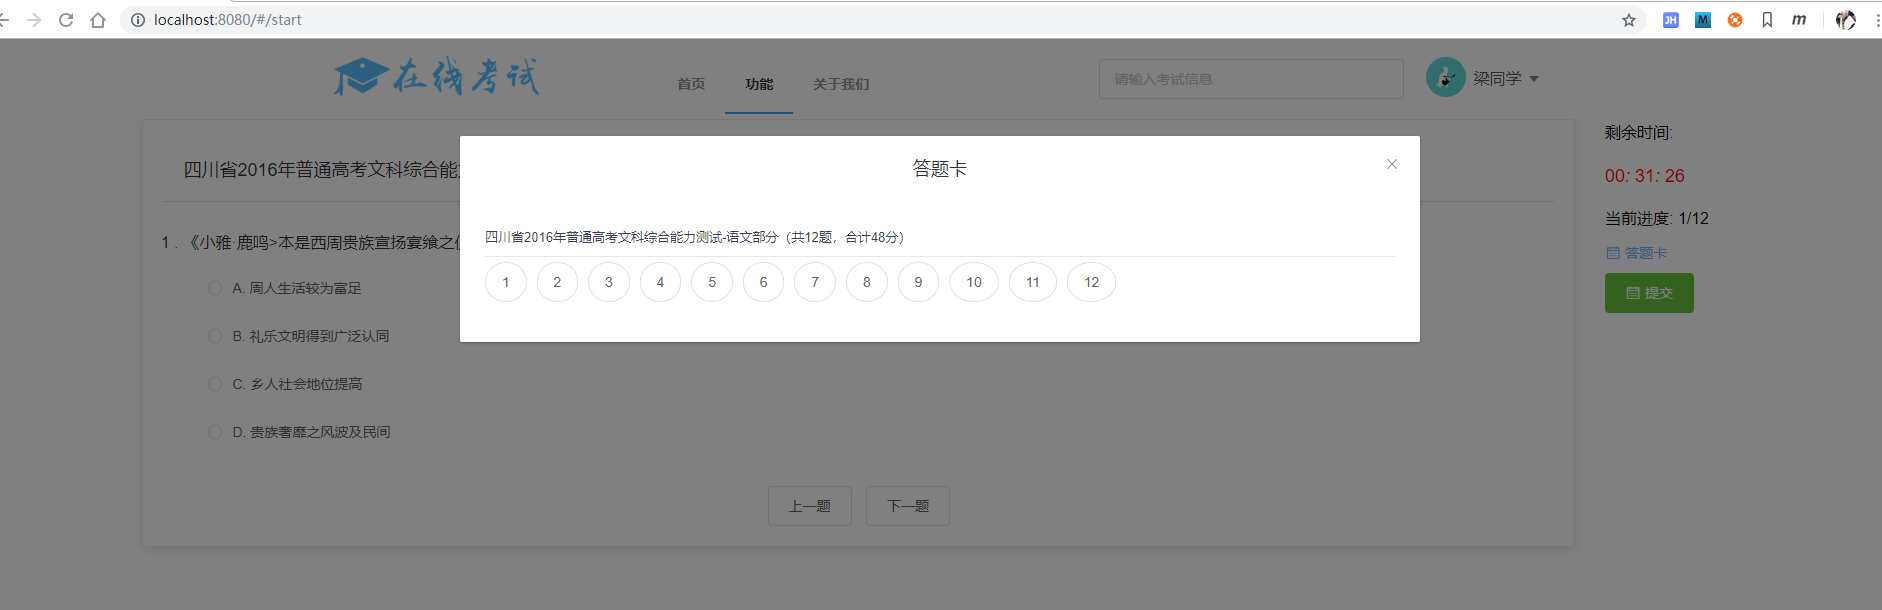 localhost:8080/#/start
JH
M
m
在线考试
首页
功能
关于我们
请输入考试信息
梁同学
四川省2016年普通高考文科综合能
剩余时间:
00: 31: 26
当前进度: 1/12
答题卡
提交
答题卡
四川省2016年普通高考文科综合能力测试-语文部分（共12题，合计48分）
1 2 3 4 5 6 7 8 9 10 11 12
1 . 《小雅·鹿鸣>本是西周贵族宣扬宴飨之
A. 周人生活较为富足
B. 礼乐文明得到广泛认同
C. 乡人社会地位提高
D. 贵族奢靡之风波及民间
上一题
下一题